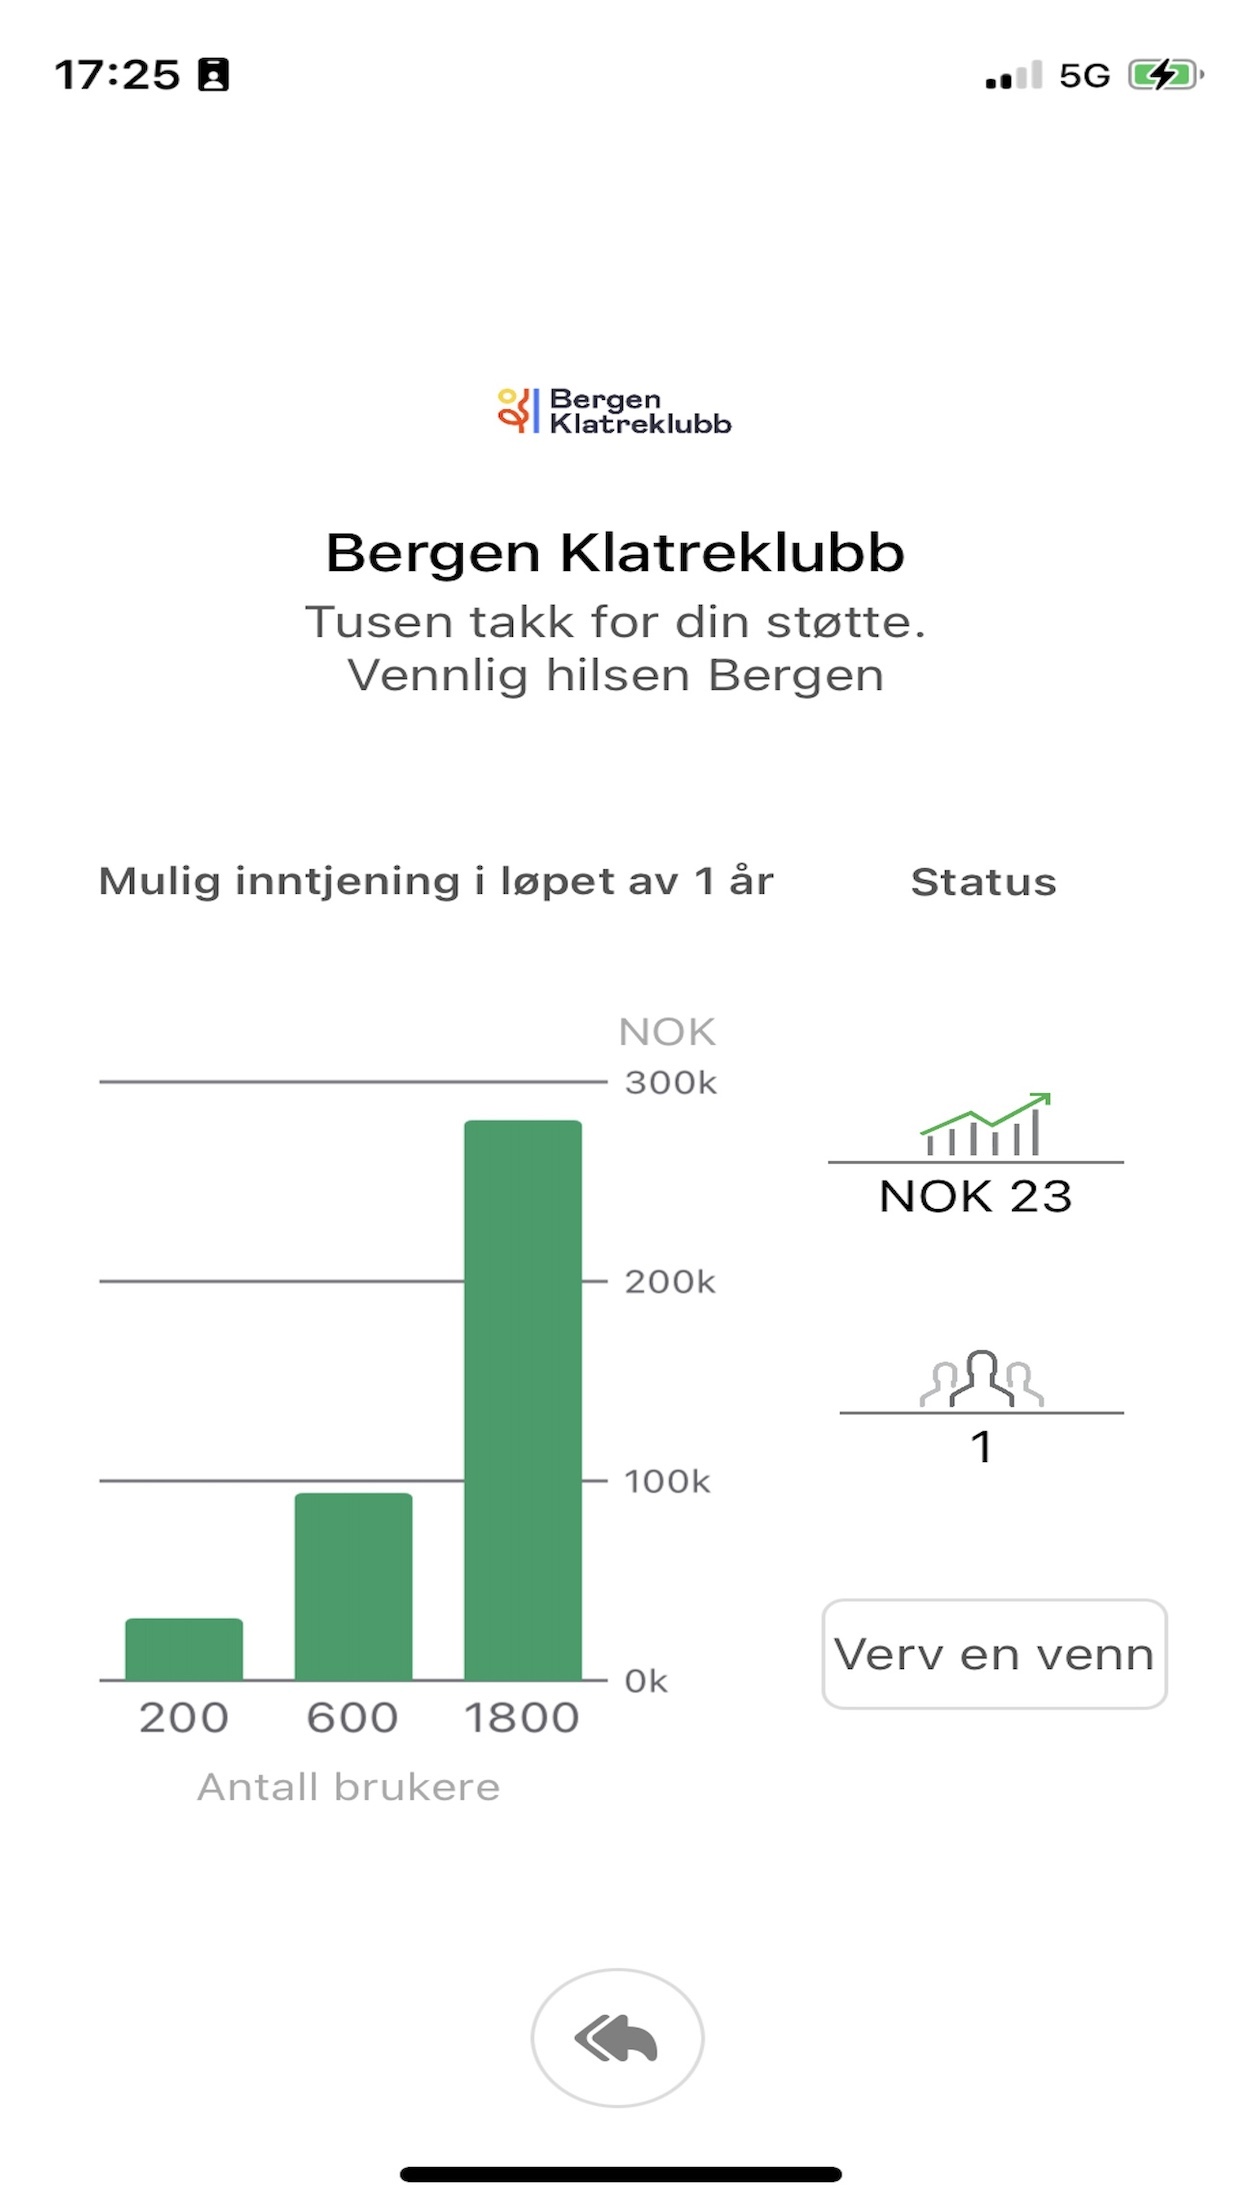 17:25
5G
Bergen
Klatreklubb
Bergen Klatreklubb
Tusen takk for din støtte.
Vennlig hilsen Bergen
Mulig inntjening i løpet av 1 år
Status
NOK
300k
200k
100k
0k
200 600 1800
Antall brukere
NOK 23
1
Verv en venn